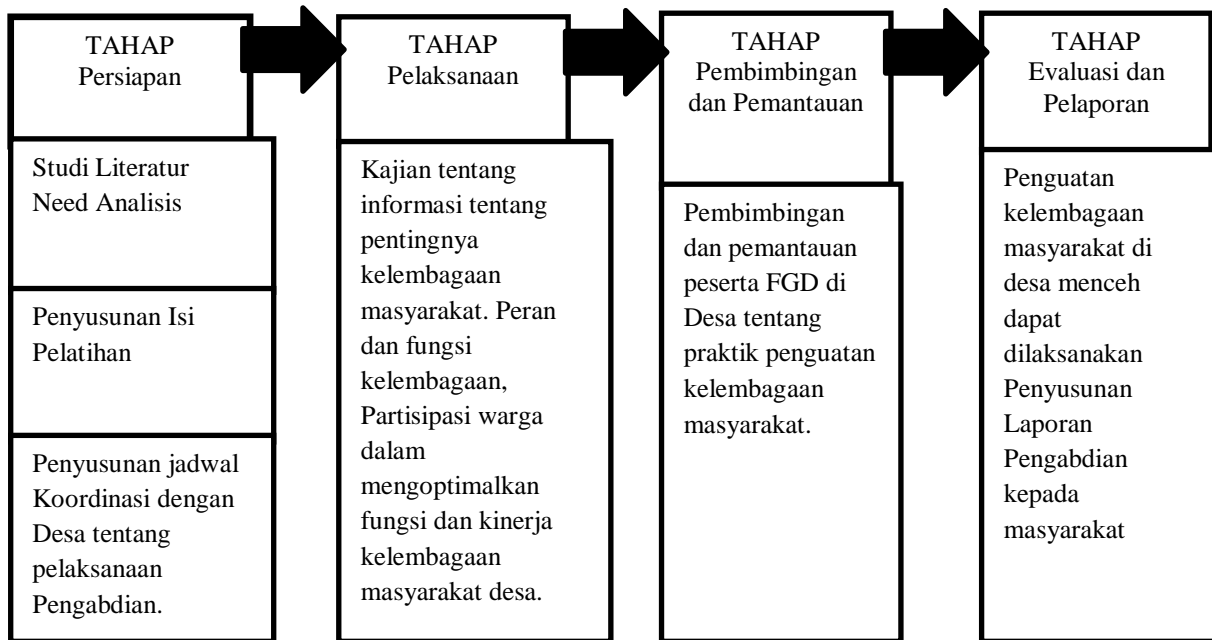 TAHAP
Persiapan
Studi Literatur
Need Analisis
Penyusunan Isi
Pelatihan
Penyusunan jadwal
Koordinasi dengan
Desa tentang
pelaksanaan
Pengabdian.
TAHAP
Pelaksanaan
Kajian tentang
informasi tentang
pentingnya
kelembagaan
masyarakat. Peran
dan fungsi
kelembagaan,
Partisipasi warga
dalam
mengoptimalkan
fungsi dan kinerja
kelembagaan
masyarakat desa.
TAHAP
Pembimbingan
dan Pemantauan
Pembimbingan
dan pemantauan
peserta FGD di
Desa tentang
praktik penguatan
kelembagaan
masyarakat.
TAHAP
Evaluasi dan
Pelaporan
Penguatan
kelembagaan
masyarakat di
desa menceh
dapat
dilaksanakan
Penyusunan
Laporan
Pengabdian
kepada
masyarakat